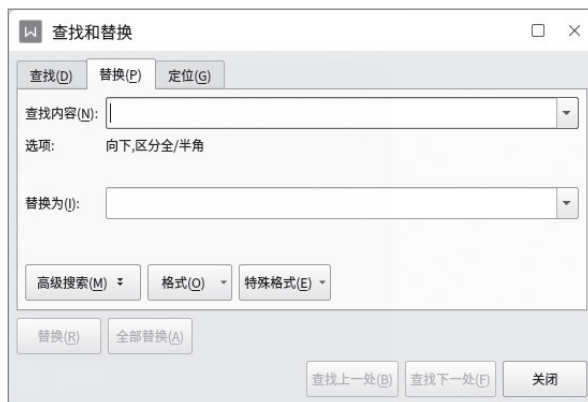 查找和替换
查找(D) 替换(P) 定位(G)
查找内容(N):
选项: 向下,区分全/半角
替换为(I):
高级搜索(M) 格式(O) 特殊格式(E)
替换(R) 全部替换(A)
查找上一处(B) 查找下一处(F) 关闭